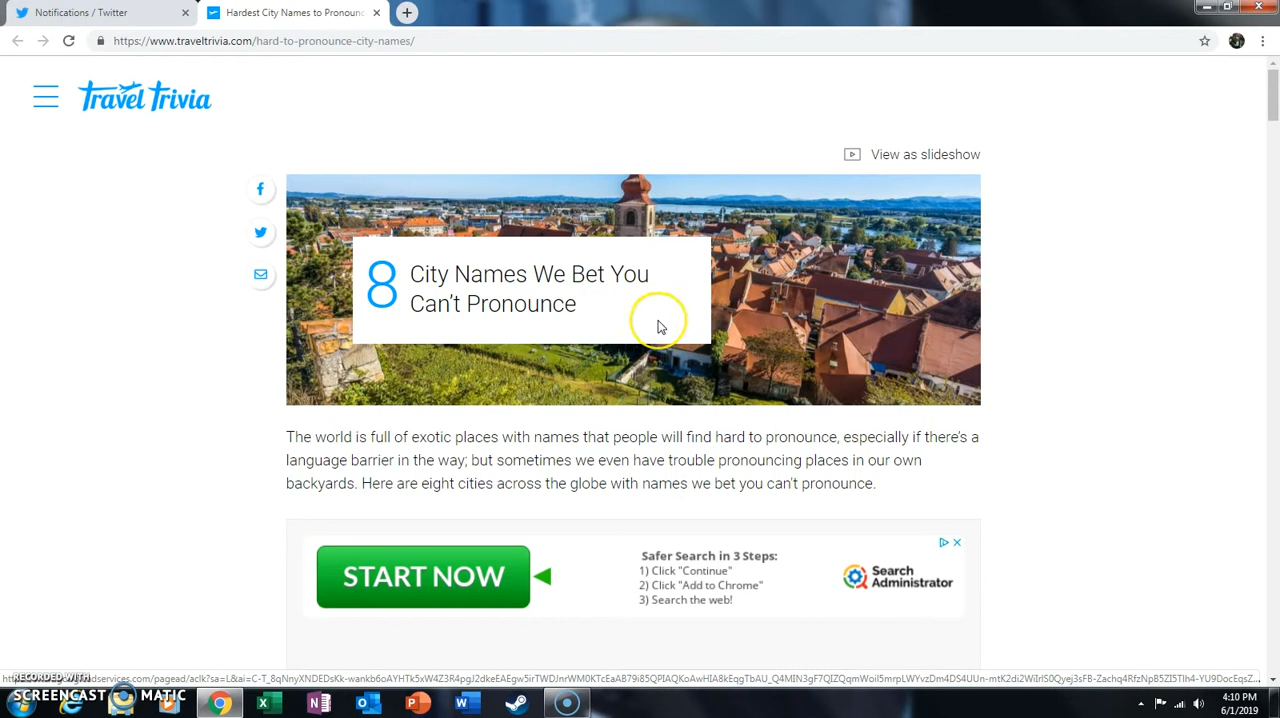 Notifications / Twitter
Hardest City Names to Pronounc
https://www.traveltrivia.com/hard-to-pronounce-city-names/
Travel Trivia
View as slideshow
8
City Names We Bet You
Can't Pronounce
The world is full of exotic places with names that people will find hard to pronounce, especially if there's a
language barrier in the way; but sometimes we even have trouble pronouncing places in our own
backyards. Here are eight cities across the globe with names we bet you can't pronounce.
START NOW
Safer Search in 3 Steps:
1) Click "Continue"
2) Click "Add to Chrome"
3) Search the web!
Search
Administrator
RECORDED WITH
SCREENCAST MATIC
4:10 PM
6/1/2019